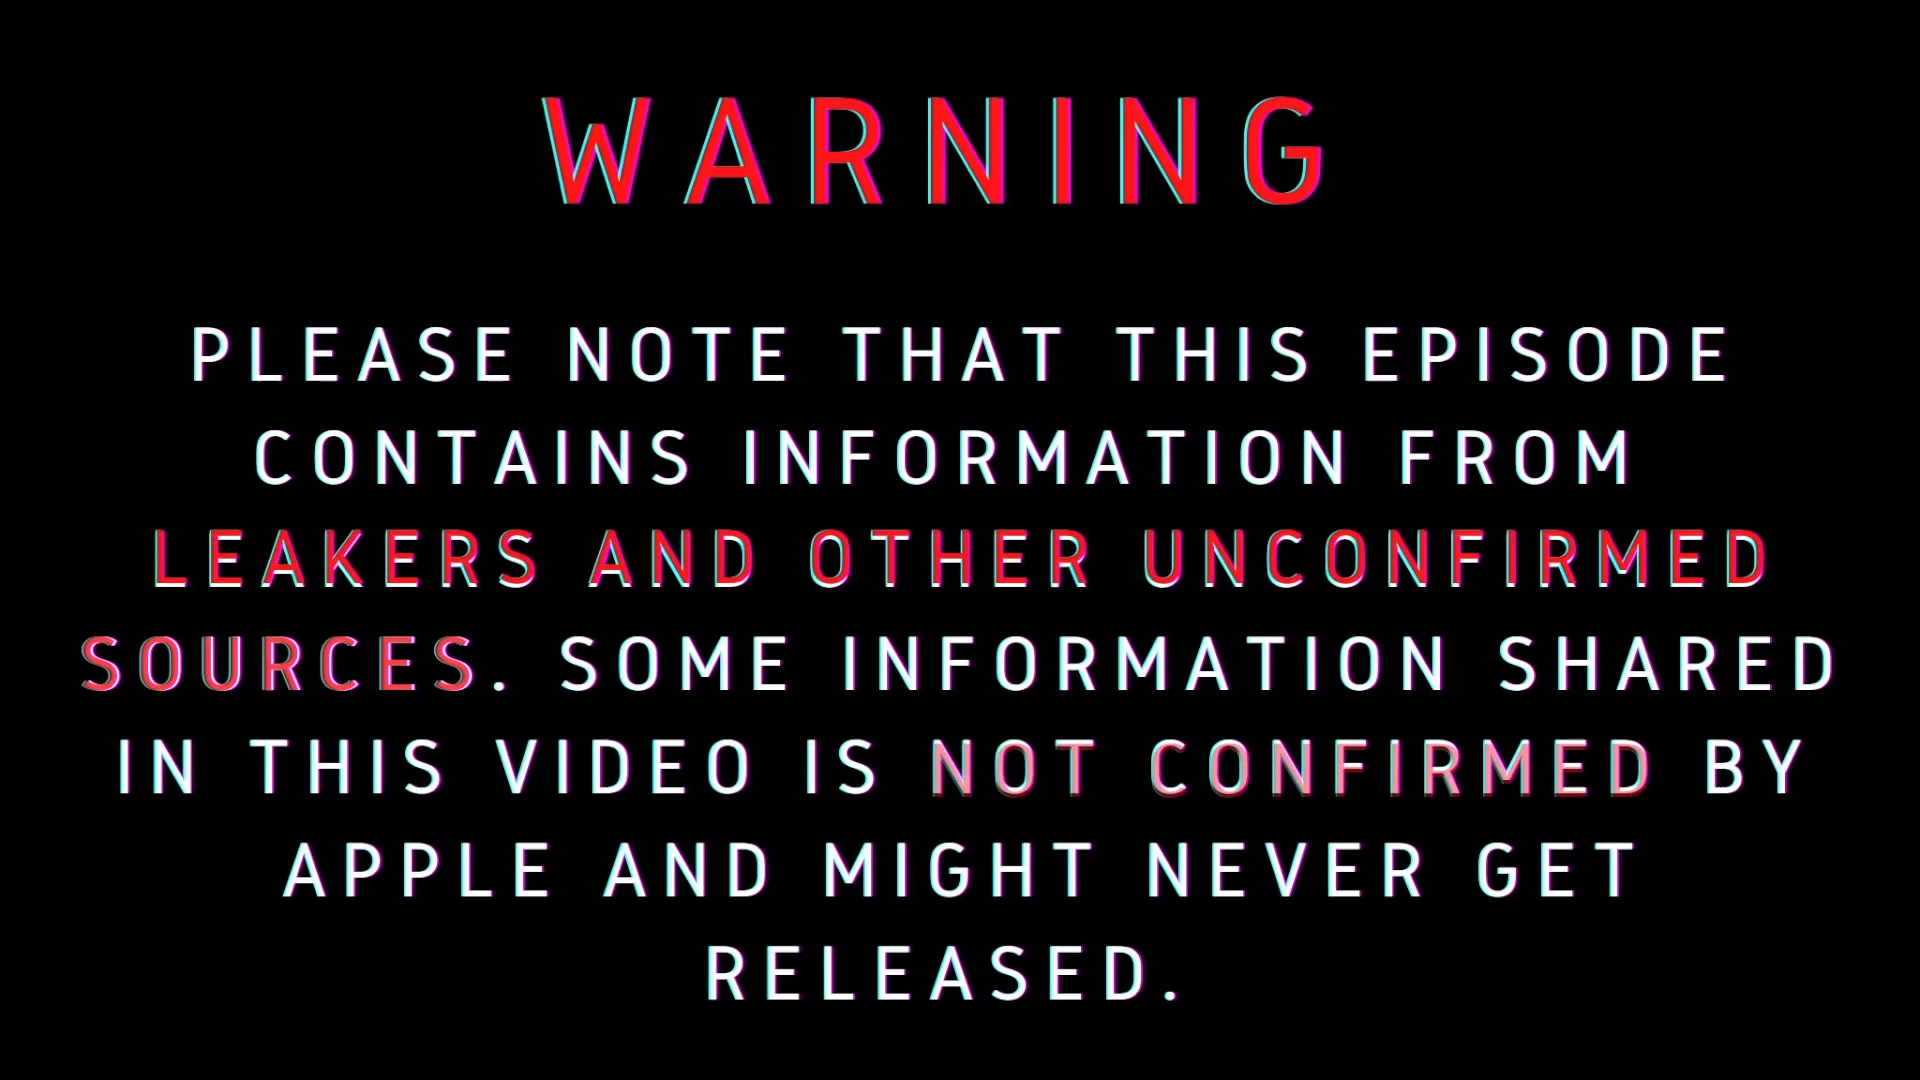 WARNING
PLEASE NOTE THAT THIS EPISODE
CONTAINS INFORMATION FROM
LEAKERS AND OTHER UNCONFIRMED
SOURCES. SOME INFORMATION SHARED
IN THIS VIDEO IS NOT CONFIRMED BY
APPLE AND MIGHT NEVER GET
RELEASED.